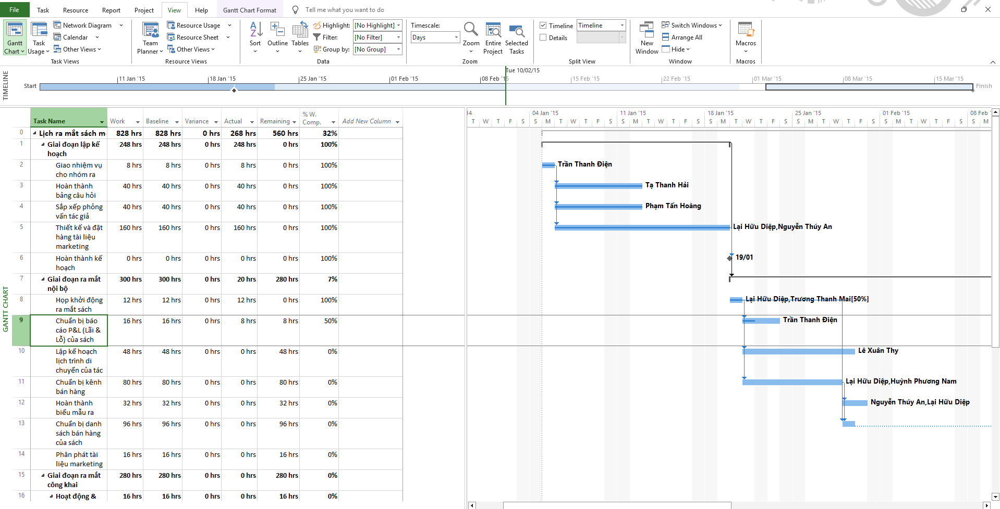 File Task Resource Report Project View Help Gantt Chart Format Tell me what you want to do
Gantt Chart
Task Usage
Network Diagram
Calendar
Other Views
Task Views
Team Planner
Resource Usage
Resource Sheet
Other Views
Resource Views
Sort
Outline
Tables
Highlight: [No Highlight]
Filter: [No Filter]
Group by: [No Group]
Data
Timescale:
Days
Zoom
Entire Project
Selected Tasks
Zoom
Timeline Timeline
Details
Split View
New Window
Switch Windows
Arrange All
Hide
Window
Macros
Macros
TIMELINE
Tue 10/02/15
11 Jan '15 18 Jan '15 25 Jan '15 01 Feb '15 08 Feb '15 15 Feb '15 22 Feb '15 01 Mar '15 08 Mar '15 15 Mar '15
Start
Finish
GANTT CHART
Task Name Work Baseline Variance Actual Remaining % W. Comp. Add New Column
0 Lịch ra mắt sách m 828 hrs 828 hrs 0 hrs 268 hrs 560 hrs 32%
1 Giai đoạn lập kế 248 hrs 248 hrs 0 hrs 248 hrs 0 hrs 100%
hoạch
2 Giao nhiệm vụ 8 hrs 8 hrs 0 hrs 8 hrs 0 hrs 100%
cho nhóm ra
3 Hoàn thành 40 hrs 40 hrs 0 hrs 40 hrs 0 hrs 100%
bảng câu hỏi
4 Sắp xếp phỏng 40 hrs 40 hrs 0 hrs 40 hrs 0 hrs 100%
vấn tác giả
5 Thiết kế và đặt 160 hrs 160 hrs 0 hrs 160 hrs 0 hrs 100%
hàng tài liệu
marketing
6 Hoàn thành kế 0 hrs 0 hrs 0 hrs 0 hrs 0 hrs 100%
hoạch
7 Giai đoạn ra mắt 300 hrs 300 hrs 0 hrs 20 hrs 280 hrs 7%
nội bộ
8 Họp khởi động 12 hrs 12 hrs 0 hrs 12 hrs 0 hrs 100%
ra mắt sách
9 Chuẩn bị báo 16 hrs 16 hrs 0 hrs 8 hrs 8 hrs 50%
cáo P&L (Lãi &
Lỗ) của sách
10 Lập kế hoạch 48 hrs 48 hrs 0 hrs 0 hrs 48 hrs 0%
lịch trình di
chuyển của tác
11 Chuẩn bị kênh 80 hrs 80 hrs 0 hrs 0 hrs 80 hrs 0%
bán hàng
12 Hoàn thành 32 hrs 32 hrs 0 hrs 0 hrs 32 hrs 0%
biểu mẫu ra
13 Chuẩn bị danh 96 hrs 96 hrs 0 hrs 0 hrs 96 hrs 0%
sách bán hàng
của sách
14 Phân phát tài 16 hrs 16 hrs 0 hrs 0 hrs 16 hrs 0%
liệu marketing
15 Giai đoạn ra mắt 280 hrs 280 hrs 0 hrs 0 hrs 280 hrs 0%
công khai
16 Hoạt động & 16 hrs 16 hrs 0 hrs 0 hrs 16 hrs 0%
14 04 Jan '15 11 Jan '15 18 Jan '15 25 Jan '15 01 Feb '15 08 Feb '
T W T F S S M T W T F S S M T W T F S S M T W T F S S M T W T F S S M T W T F S S M
Trần Thanh Điện
Tạ Thanh Hải
Phạm Tấn Hoàng
Lại Hữu Diệp,Nguyễn Thúy An
19/01
Lại Hữu Diệp,Trương Thanh Mai[50%]
Trần Thanh Điện
Lê Xuân Thy
Lại Hữu Diệp,Huỳnh Phương Nam
Nguyễn Thúy An,Lại Hữu Diệp